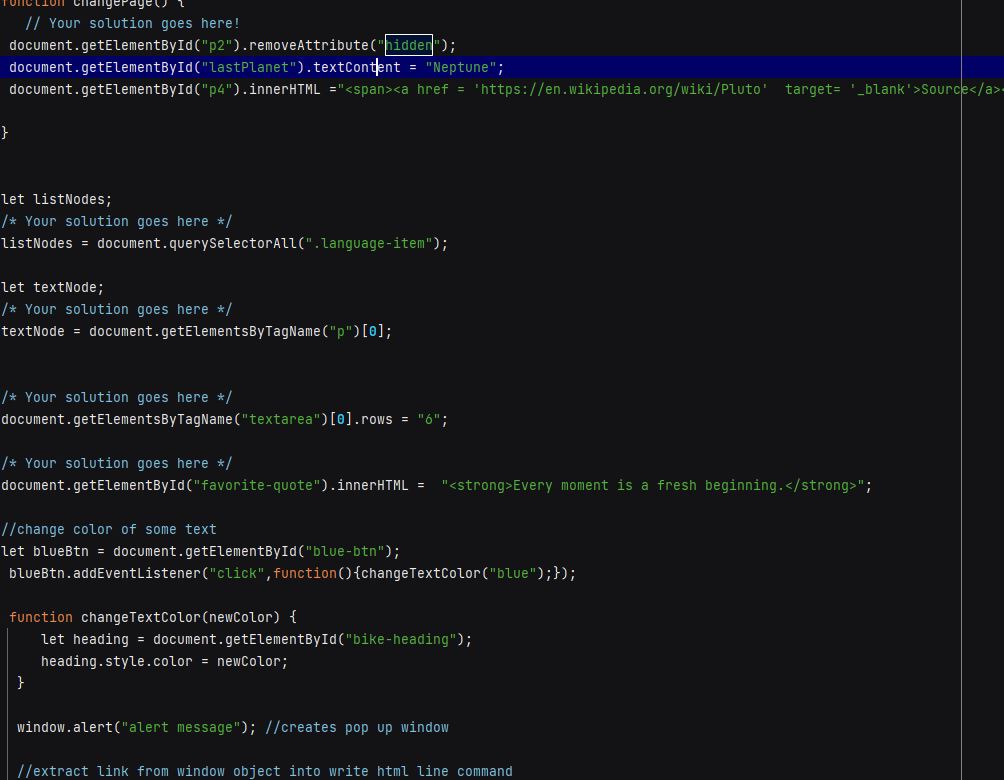 function changePage() {
// Your solution goes here!
document.getElementById("p2").removeAttribute("hidden");
document.getElementById("lastPlanet").textContent = "Neptune";
document.getElementById("p4").innerHTML ="<span><a href = 'https://en.wikipedia.org/wiki/Pluto'  target= '_blank'>Source</a><
}
let listNodes;
/* Your solution goes here */
listNodes = document.querySelectorAll(".language-item");
let textNode;
/* Your solution goes here */
textNode = document.getElementsByTagName("p")[0];
/* Your solution goes here */
document.getElementsByTagName("textarea")[0].rows = "6";
/* Your solution goes here */
document.getElementById("favorite-quote").innerHTML =  "<strong>Every moment is a fresh beginning.</strong>";
//change color of some text
let blueBtn = document.getElementById("blue-btn");
blueBtn.addEventListener("click",function(){changeTextColor("blue");});
function changeTextColor(newColor) {
let heading = document.getElementById("bike-heading");
heading.style.color = newColor;
}
window.alert("alert message"); //creates pop up window
//extract link from window object into write html line command